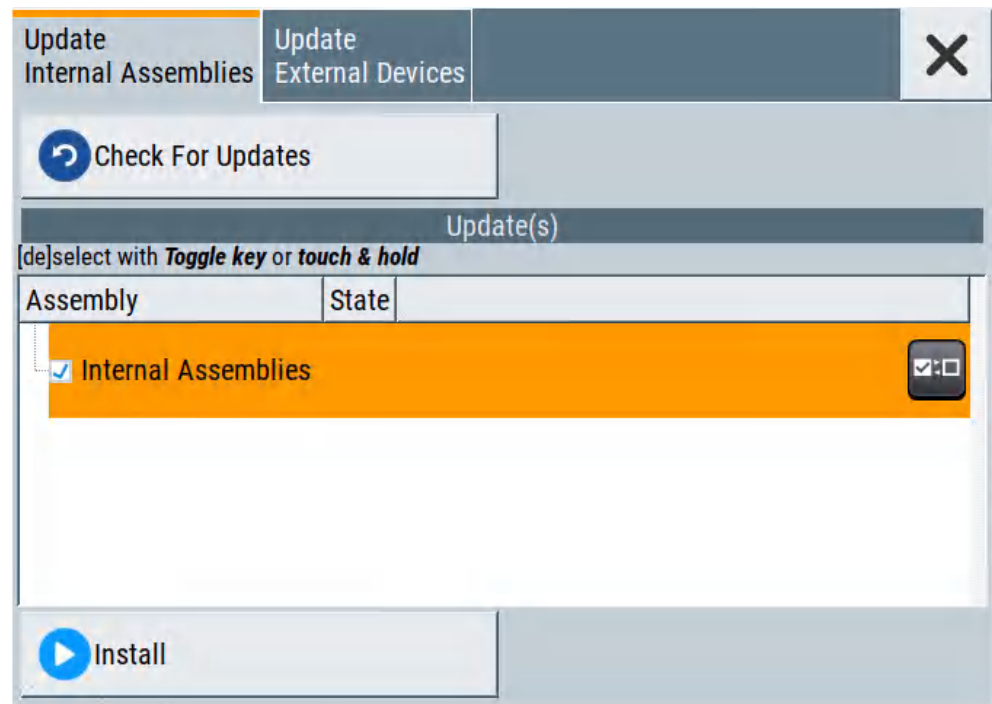 Update
Internal Assemblies
Update
External Devices
Check For Updates
Update(s)
[de]select with Toggle key or touch & hold
Assembly State
Internal Assemblies
Install